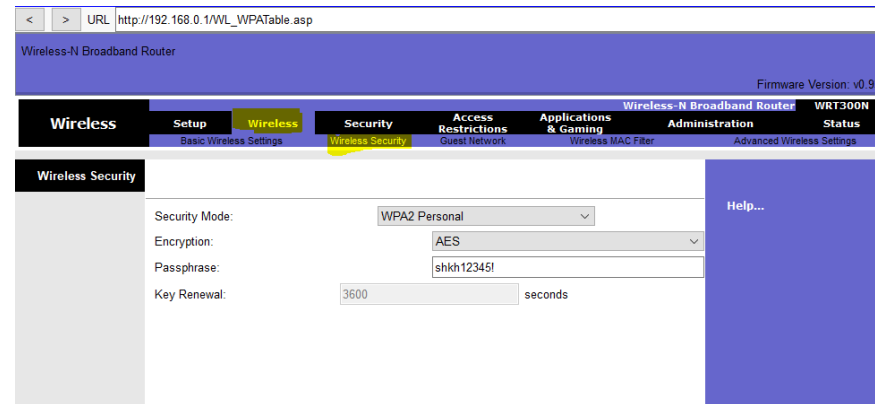 < > URL http://192.168.0.1/WL_WPATable.asp
Wireless-N Broadband Router
Firmware Version: v0.9
Wireless-N Broadband Router WRT300N
Wireless Setup Wireless Security Access Restrictions Applications & Gaming Administration Status
Basic Wireless Settings Wireless Security Guest Network Wireless MAC Filter Advanced Wireless Settings
Wireless Security
Help...
Security Mode: WPA2 Personal
Encryption: AES
Passphrase: shkh12345!
Key Renewal: 3600 seconds